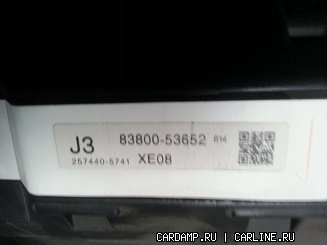 J3 83800-53652 614
257440-5741 XE08
CARDAMP.RU | CARLINE.RU